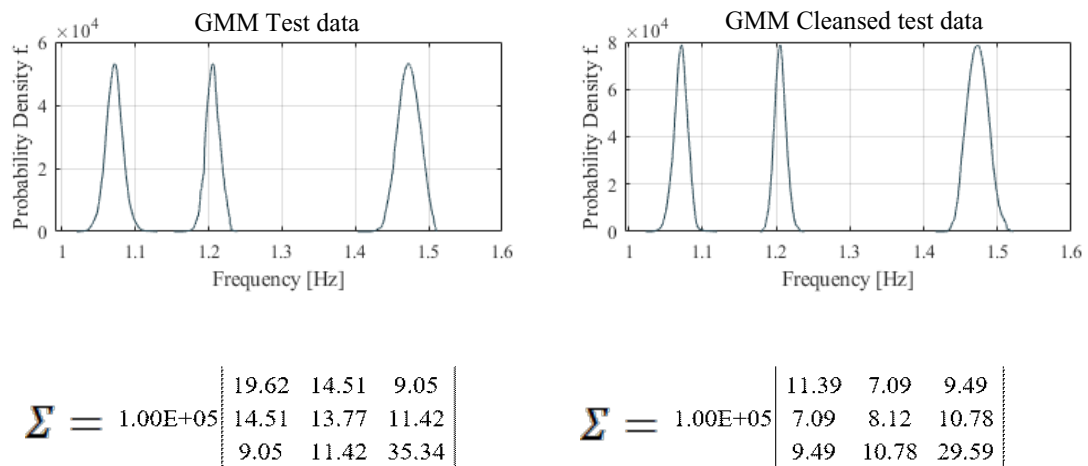 GMM Test data
×10⁴
6
4
2
0
Probability Density f.
1 1.1 1.2 1.3 1.4 1.5 1.6
Frequency [Hz]
GMM Cleansed test data
×10⁴
8
6
4
2
0
Probability Density f.
1 1.1 1.2 1.3 1.4 1.5 1.6
Frequency [Hz]
19.62 14.51 9.05
Σ = 1.00E+05 14.51 13.77 11.42
9.05 11.42 35.34
11.39 7.09 9.49
Σ = 1.00E+05 7.09 8.12 10.78
9.49 10.78 29.59